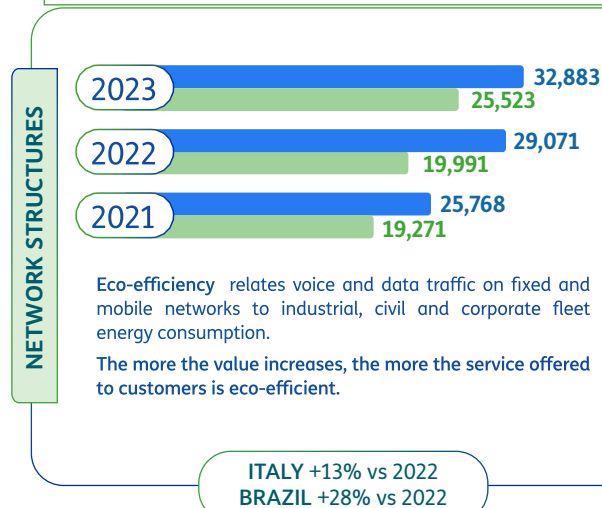 NETWORK STRUCTURES
2023
32,883
25,523
2022
29,071
19,991
2021
25,768
19,271
Eco-efficiency relates voice and data traffic on fixed and
mobile networks to industrial, civil and corporate fleet
energy consumption.
The more the value increases, the more the service offered
to customers is eco-efficient.
ITALY +13% vs 2022
BRAZIL +28% vs 2022